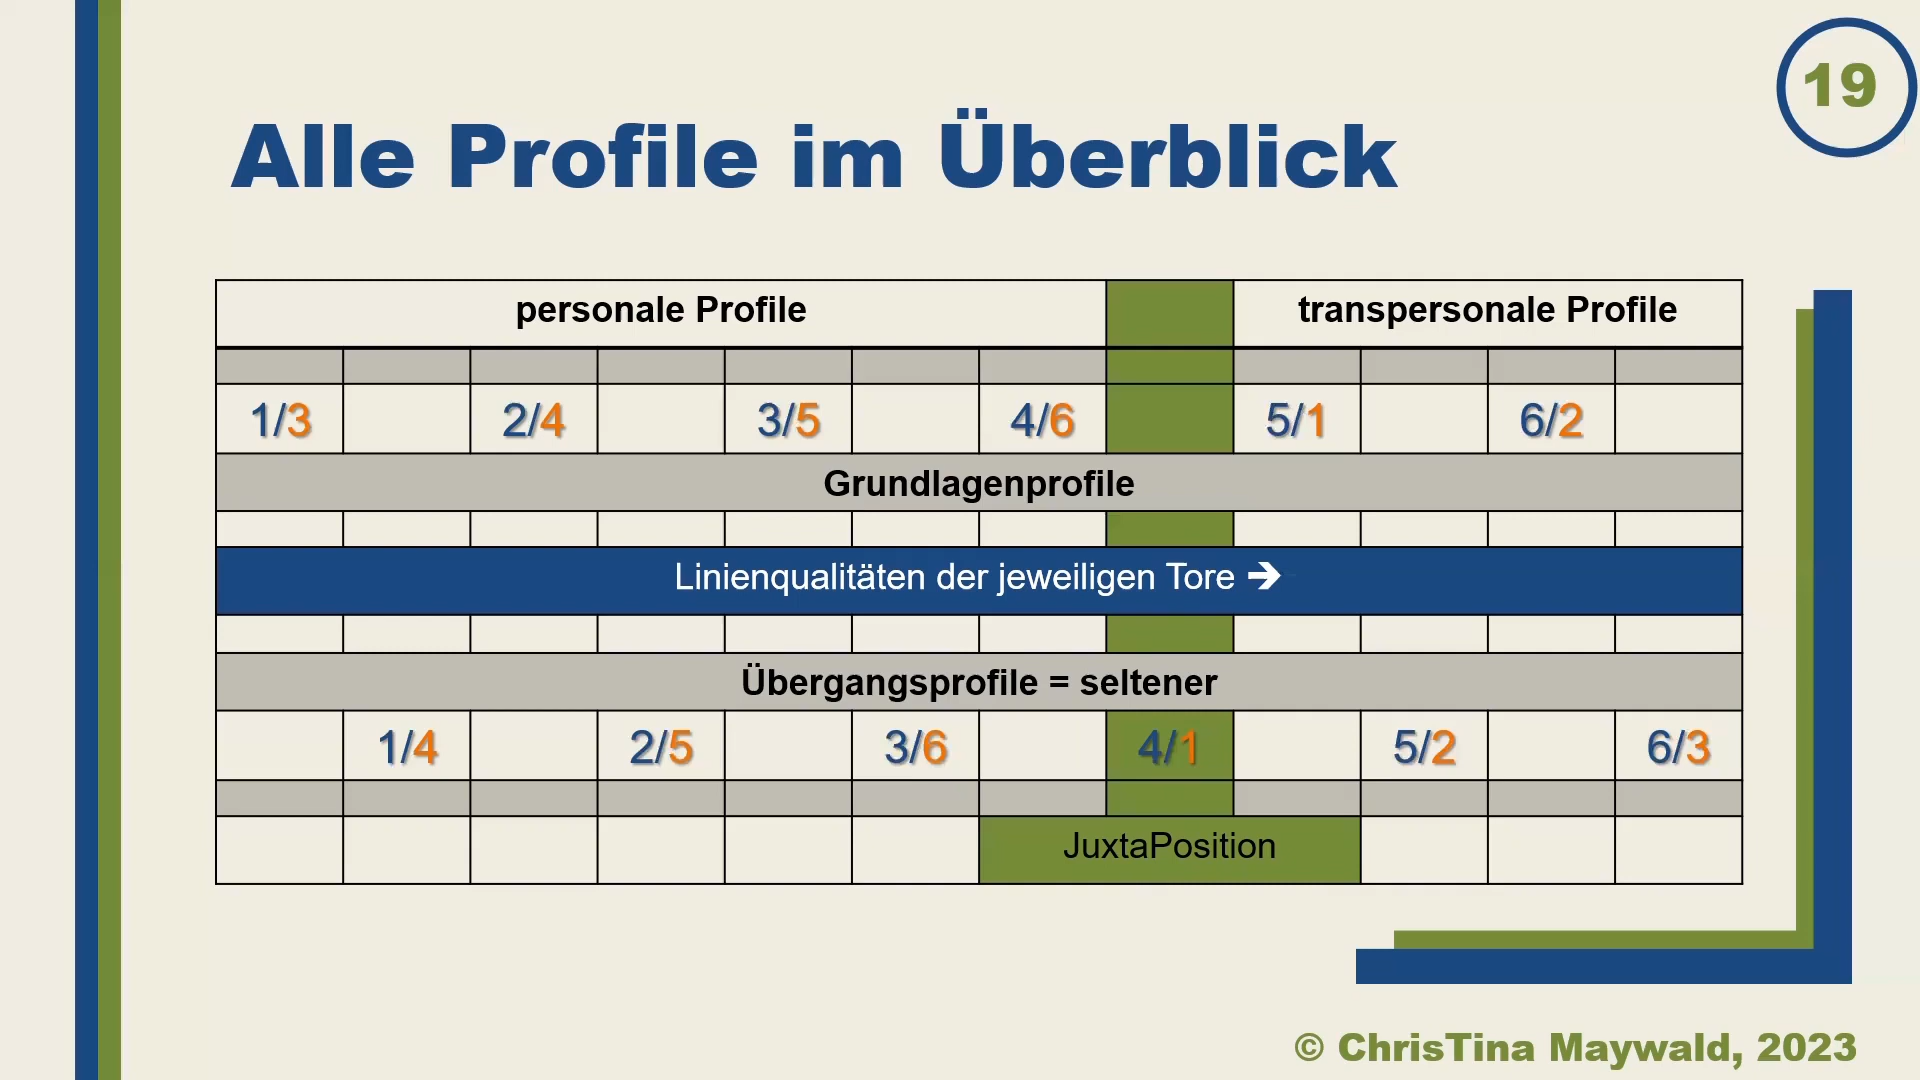 19
Alle Profile im Überblick
personale Profile transpersonale Profile
1/3 2/4 3/5 4/6 5/1 6/2
Grundlagenprofile
Linienqualitäten der jeweiligen Tore ➔
Übergangsprofile = seltener
1/4 2/5 3/6 4/1 5/2 6/3
JuxtaPosition
© ChrisTina Maywald, 2023